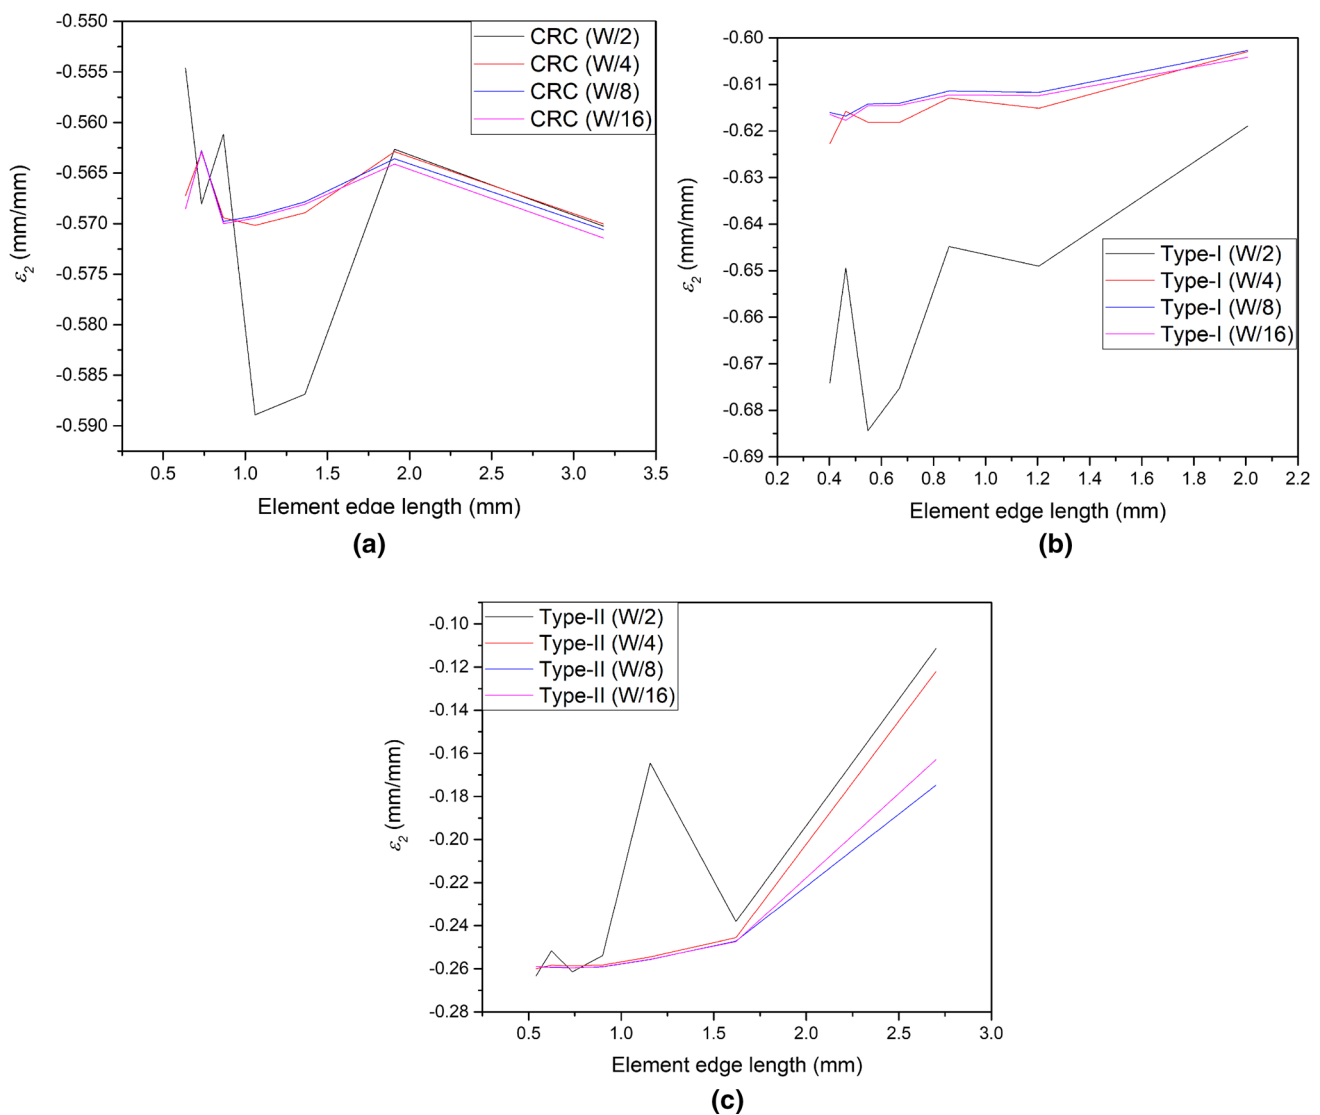 -0.550
-0.555
-0.560
-0.565
-0.570
-0.575
-0.580
-0.585
-0.590
ε2 (mm/mm)
CRC (W/2)
CRC (W/4)
CRC (W/8)
CRC (W/16)
0.5 1.0 1.5 2.0 2.5 3.0 3.5
Element edge length (mm)
(a)
-0.60
-0.61
-0.62
-0.63
-0.64
-0.65
-0.66
-0.67
-0.68
-0.69
ε2 (mm/mm)
Type-I (W/2)
Type-I (W/4)
Type-I (W/8)
Type-I (W/16)
0.2 0.4 0.6 0.8 1.0 1.2 1.4 1.6 1.8 2.0 2.2
Element edge length (mm)
(b)
-0.10
-0.12
-0.14
-0.16
-0.18
-0.20
-0.22
-0.24
-0.26
-0.28
ε2 (mm/mm)
Type-II (W/2)
Type-II (W/4)
Type-II (W/8)
Type-II (W/16)
0.5 1.0 1.5 2.0 2.5 3.0
Element edge length (mm)
(c)